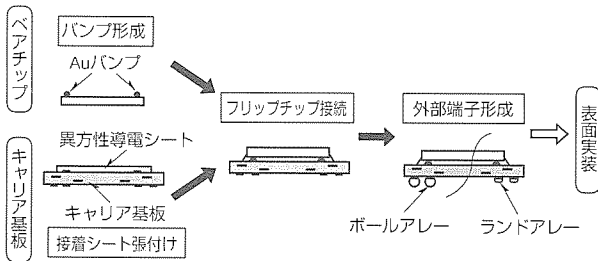 ベアチップ
バンプ形成
Auバンプ
フリップチップ接続
外部端子形成
表面実装
キャリア基板
異方性導電シート
キャリア基板
接着シート張付け
ボールアレー
ランドアレー